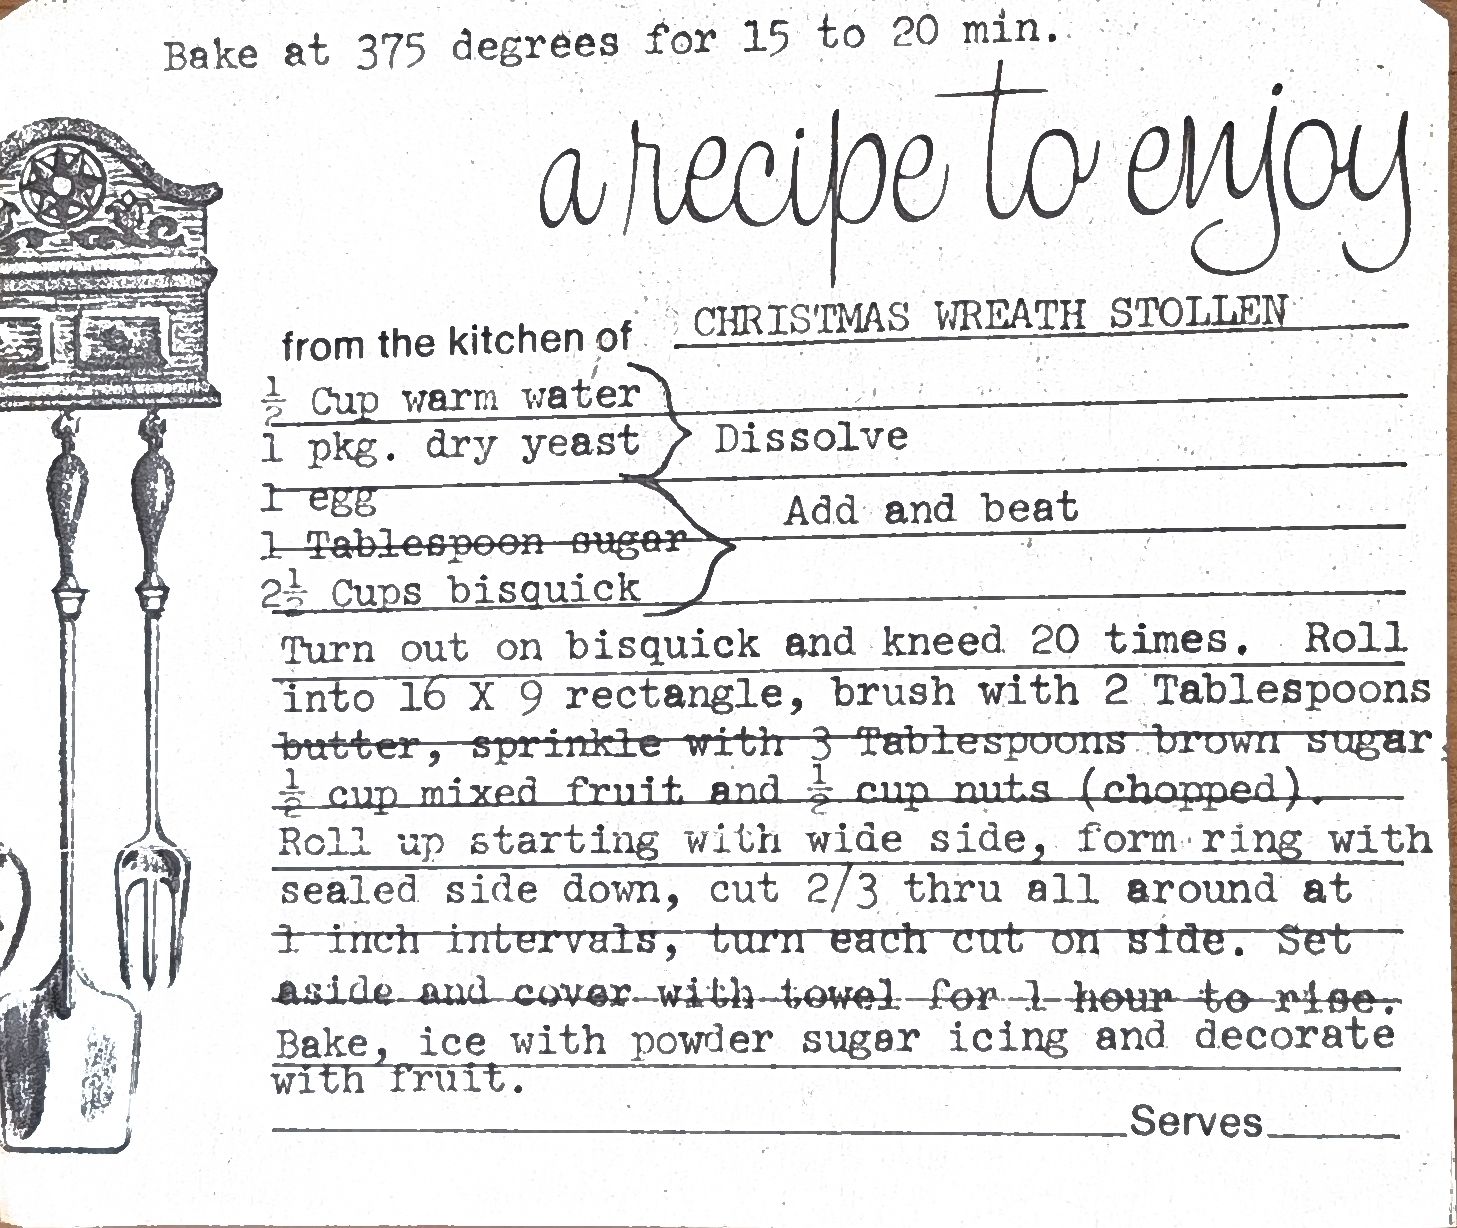 Bake at 375 degrees for 15 to 20 min.
a recipe to enjoy
from the kitchen of CHRISTMAS WREATH STOLLEN
½ Cup warm water
1 pkg. dry yeast Dissolve
1 egg
Add and beat
1 Tablespoon sugar
2½ Cups bisquick
Turn out on bisquick and kneed 20 times. Roll
into 16 X 9 rectangle, brush with 2 Tablespoons
butter, sprinkle with 3 Tablespoons brown sugar,
½ cup mixed fruit and ½ cup nuts (chopped).
Roll up starting with wide side, form ring with
sealed side down, cut 2/3 thru all around at
1 inch intervals, turn each cut on side. Set
aside and cover with towel for 1 hour to rise.
Bake, ice with powder sugar icing and decorate
with fruit.
Serves